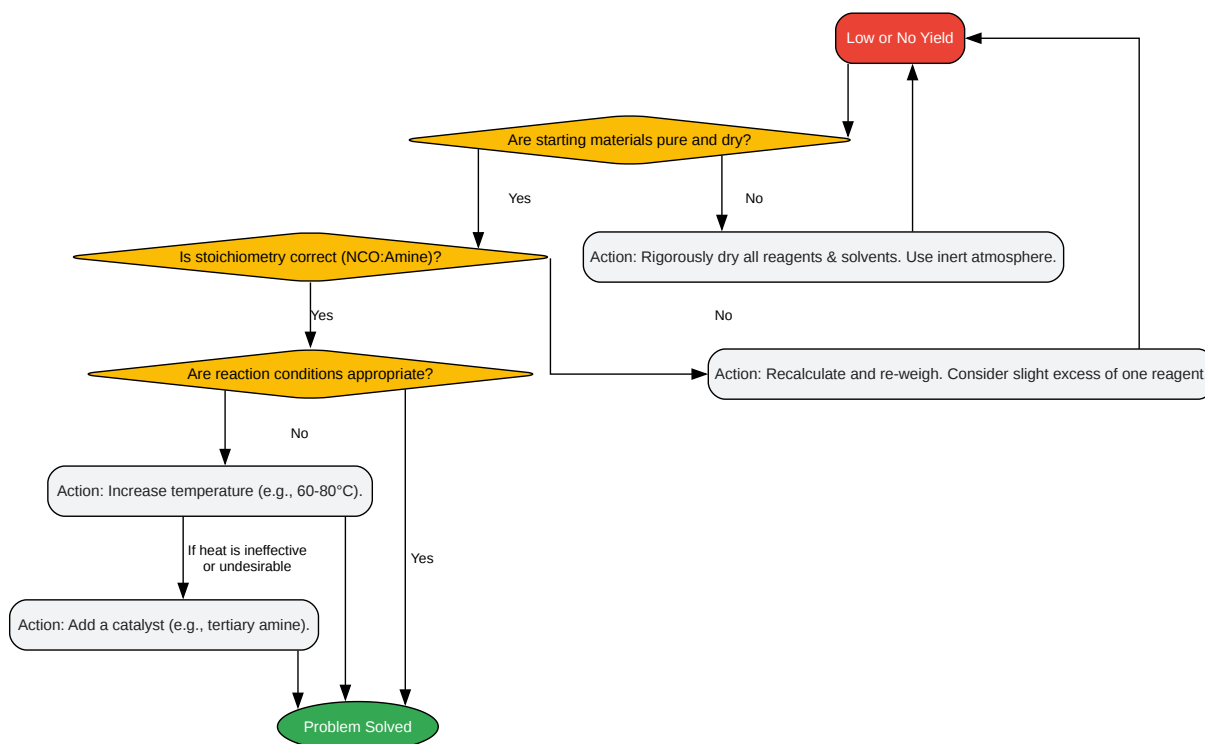 Low or No Yield
Are starting materials pure and dry?
Yes
No
Is stoichiometry correct (NCO:Amine)?
Action: Rigorously dry all reagents & solvents. Use inert atmosphere.
Yes
No
Are reaction conditions appropriate?
Action: Recalculate and re-weigh. Consider slight excess of one reagent.
No
Action: Increase temperature (e.g., 60-80°C).
If heat is ineffective
or undesirable
Yes
Action: Add a catalyst (e.g., tertiary amine).
Problem Solved